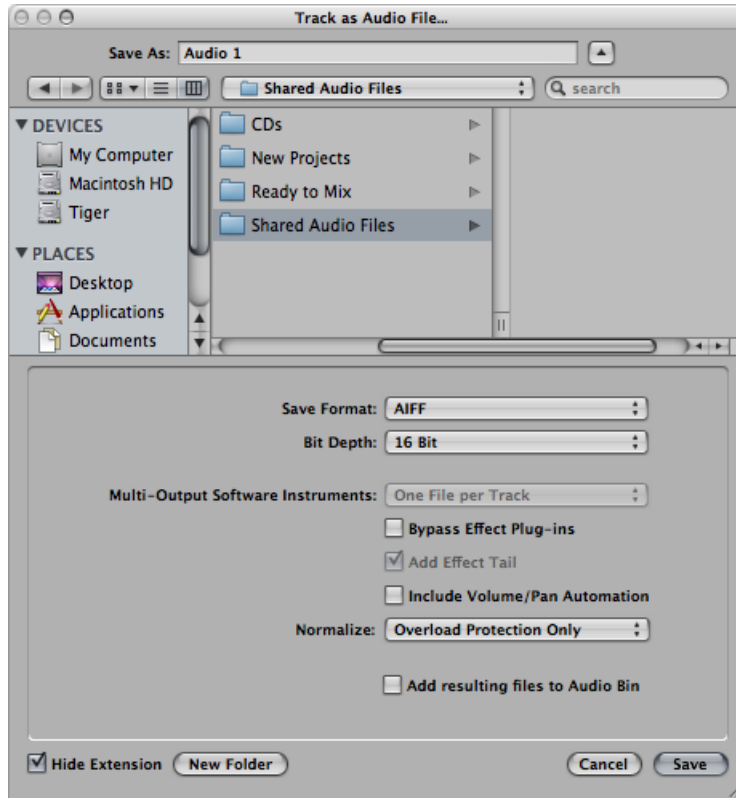 Track as Audio File...
Save As: Audio 1
Shared Audio Files
search
DEVICES
My Computer
Macintosh HD
Tiger
PLACES
Desktop
Applications
Documents
CDs
New Projects
Ready to Mix
Shared Audio Files
Save Format: AIFF
Bit Depth: 16 Bit
Multi-Output Software Instruments: One File per Track
Bypass Effect Plug-ins
Add Effect Tail
Include Volume/Pan Automation
Normalize: Overload Protection Only
Add resulting files to Audio Bin
Hide Extension New Folder Cancel Save